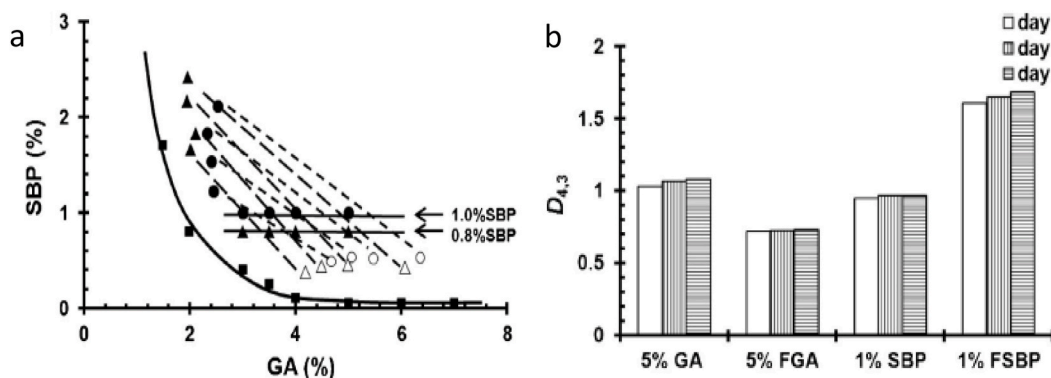 a
3
2
1
0
SBP (%)
0 2 4 6 8
GA (%)
1.0%SBP
0.8%SBP
b
day
day
day
2
1.5
1
0.5
0
D4,3
5% GA 5% FGA 1% SBP 1% FSBP